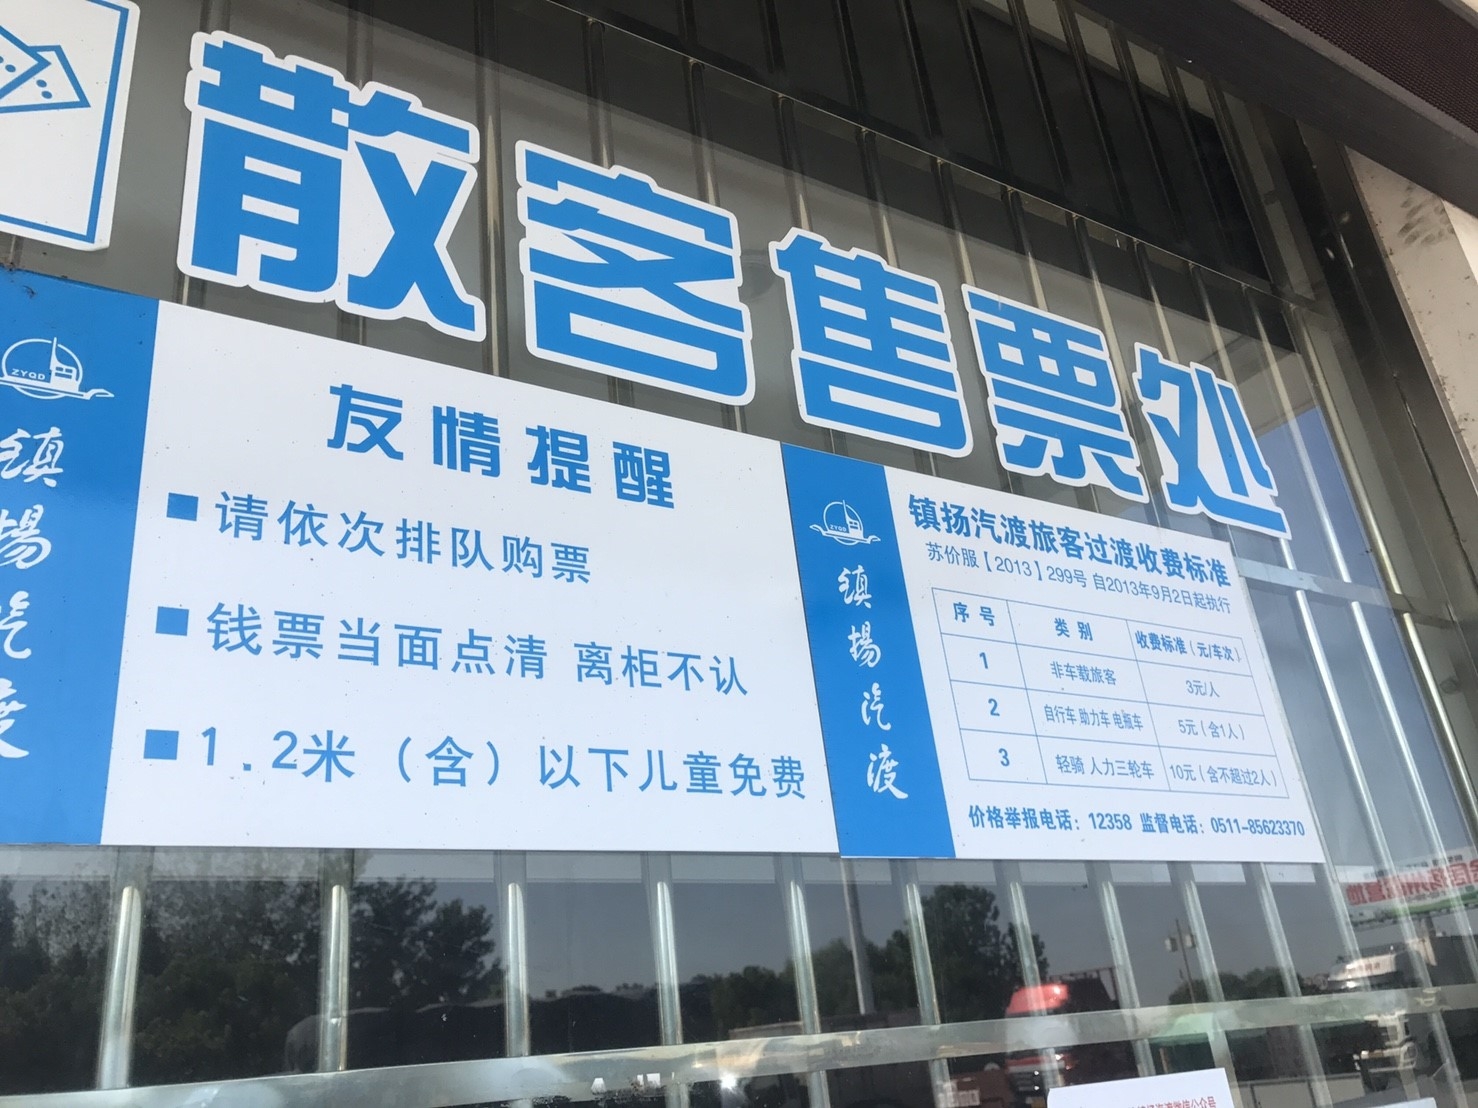 散客售票处
ZYQD
镇扬汽渡
友情提醒
■请依次排队购票
■钱票当面点清 离柜不认
■1.2米（含）以下儿童免费
ZYQD
镇扬汽渡
镇扬汽渡旅客过渡收费标准
苏价服【2013】299号 自2013年9月2日起执行
序号 类别 收费标准（元/车次）
1 非车载旅客 3元/人
2 自行车 助力车 电瓶车 5元（含1人）
3 轻骑 人力三轮车 10元（含不超过2人）
价格举报电话：12358 监督电话：0511-85623370
汽渡微信公众号